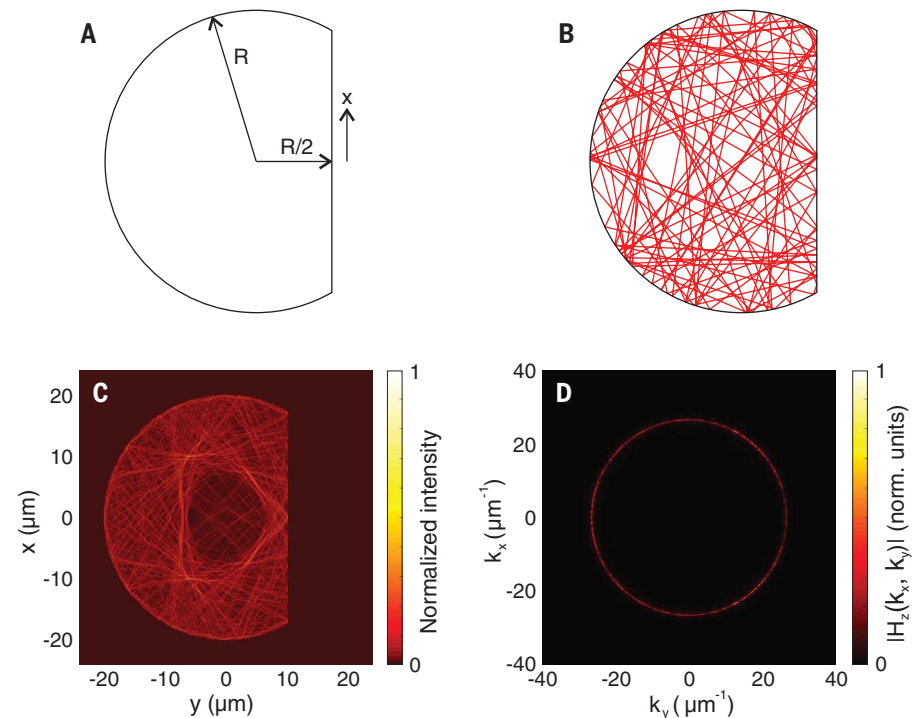 A
R
R/2
x
B
C
20
10
0
-10
-20
x (µm)
-20
0
20
y (µm)
1
0
Normalized intensity
D
40
20
0
-20
-40
kx (µm-1)
-40
-20
0
20
40
ky (µm-1)
1
0
|Hz(kx, ky)| (norm. units)